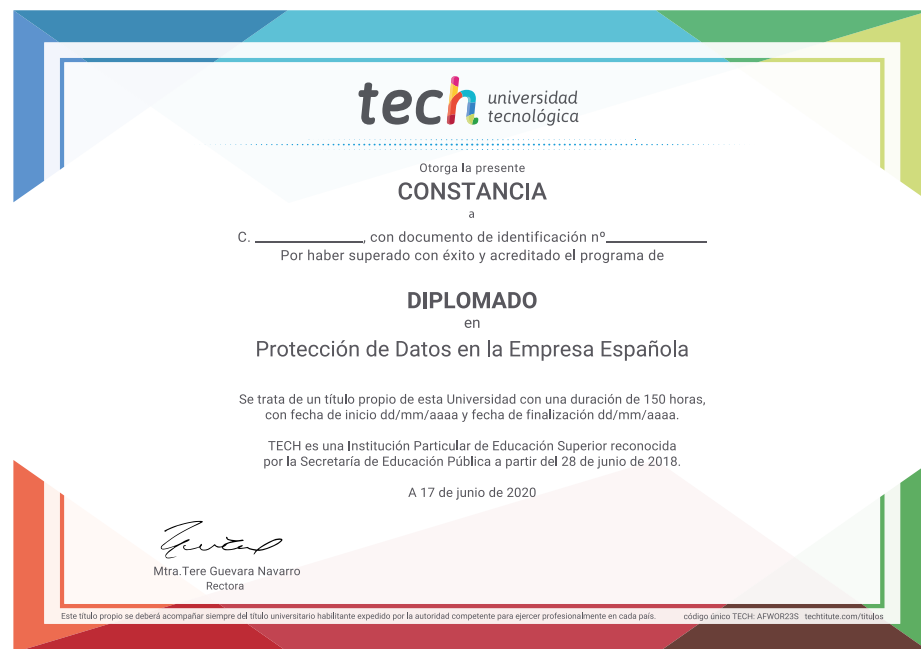 tech universidad
tecnológica
Otorga la presente
CONSTANCIA
a
C. ____________, con documento de identificación nº____________
Por haber superado con éxito y acreditado el programa de
DIPLOMADO
en
Protección de Datos en la Empresa Española
Se trata de un título propio de esta Universidad con una duración de 150 horas,
con fecha de inicio dd/mm/aaaa y fecha de finalización dd/mm/aaaa.
TECH es una Institución Particular de Educación Superior reconocida
por la Secretaría de Educación Pública a partir del 28 de junio de 2018.
A 17 de junio de 2020
Mtra.Tere Guevara Navarro
Rectora
Este título propio se deberá acompañar siempre del título universitario habilitante expedido por la autoridad competente para ejercer profesionalmente en cada país. código único TECH: AFWOR23S techtitute.com/titulos